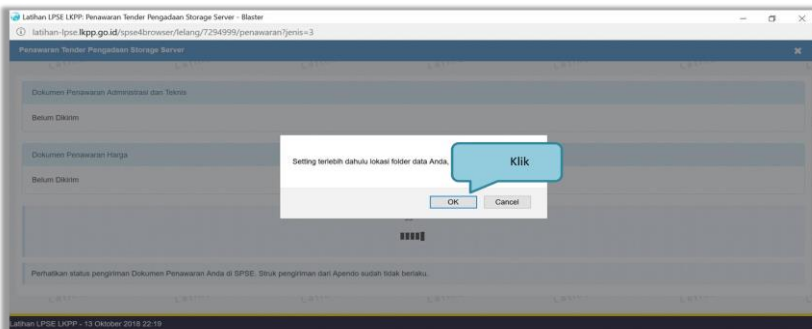 Latihan LPSE LKPP: Penawaran Tender Pengadaan Storage Server - Blaster
latihan-lpse.lkpp.go.id/spse4browser/lelang/7294999/penawaran?jenis=3
Penawaran Tender Pengadaan Storage Server
Dokumen Penawaran Administrasi dan Teknis
Belum Dikirim
Dokumen Penawaran Harga
Belum Dikirim
Setting terlebih dahulu lokasi folder data Anda,
Klik
OK Cancel
Perhatikan status pengiriman Dokumen Penawaran Anda di SPSE. Struk pengiriman dari Apendo sudah tidak berlaku.
Latihan LPSE LKPP - 13 Oktober 2018 22:19